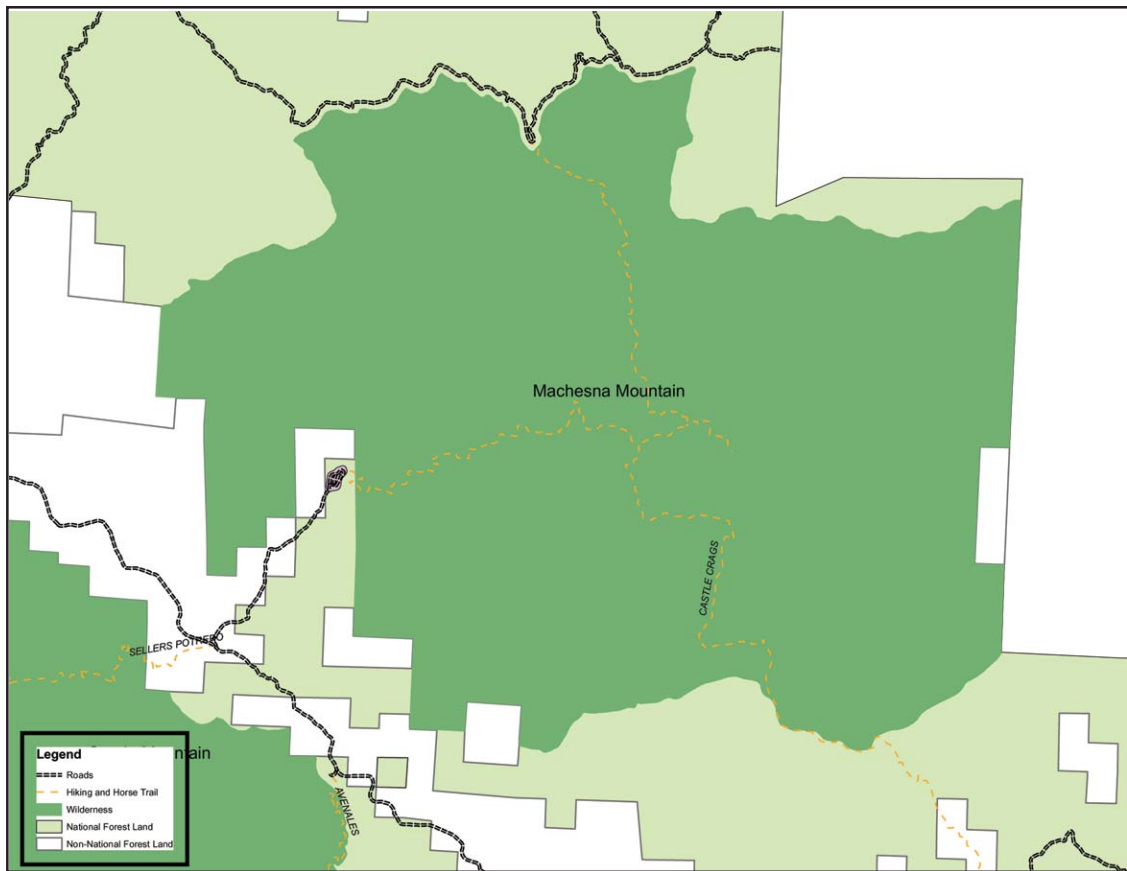 Machesna Mountain
CASTLE CRAGS
SELLERS POTRERO
AVENALES
ntain
Legend
Roads
Hiking and Horse Trail
Wilderness
National Forest Land
Non-National Forest Land